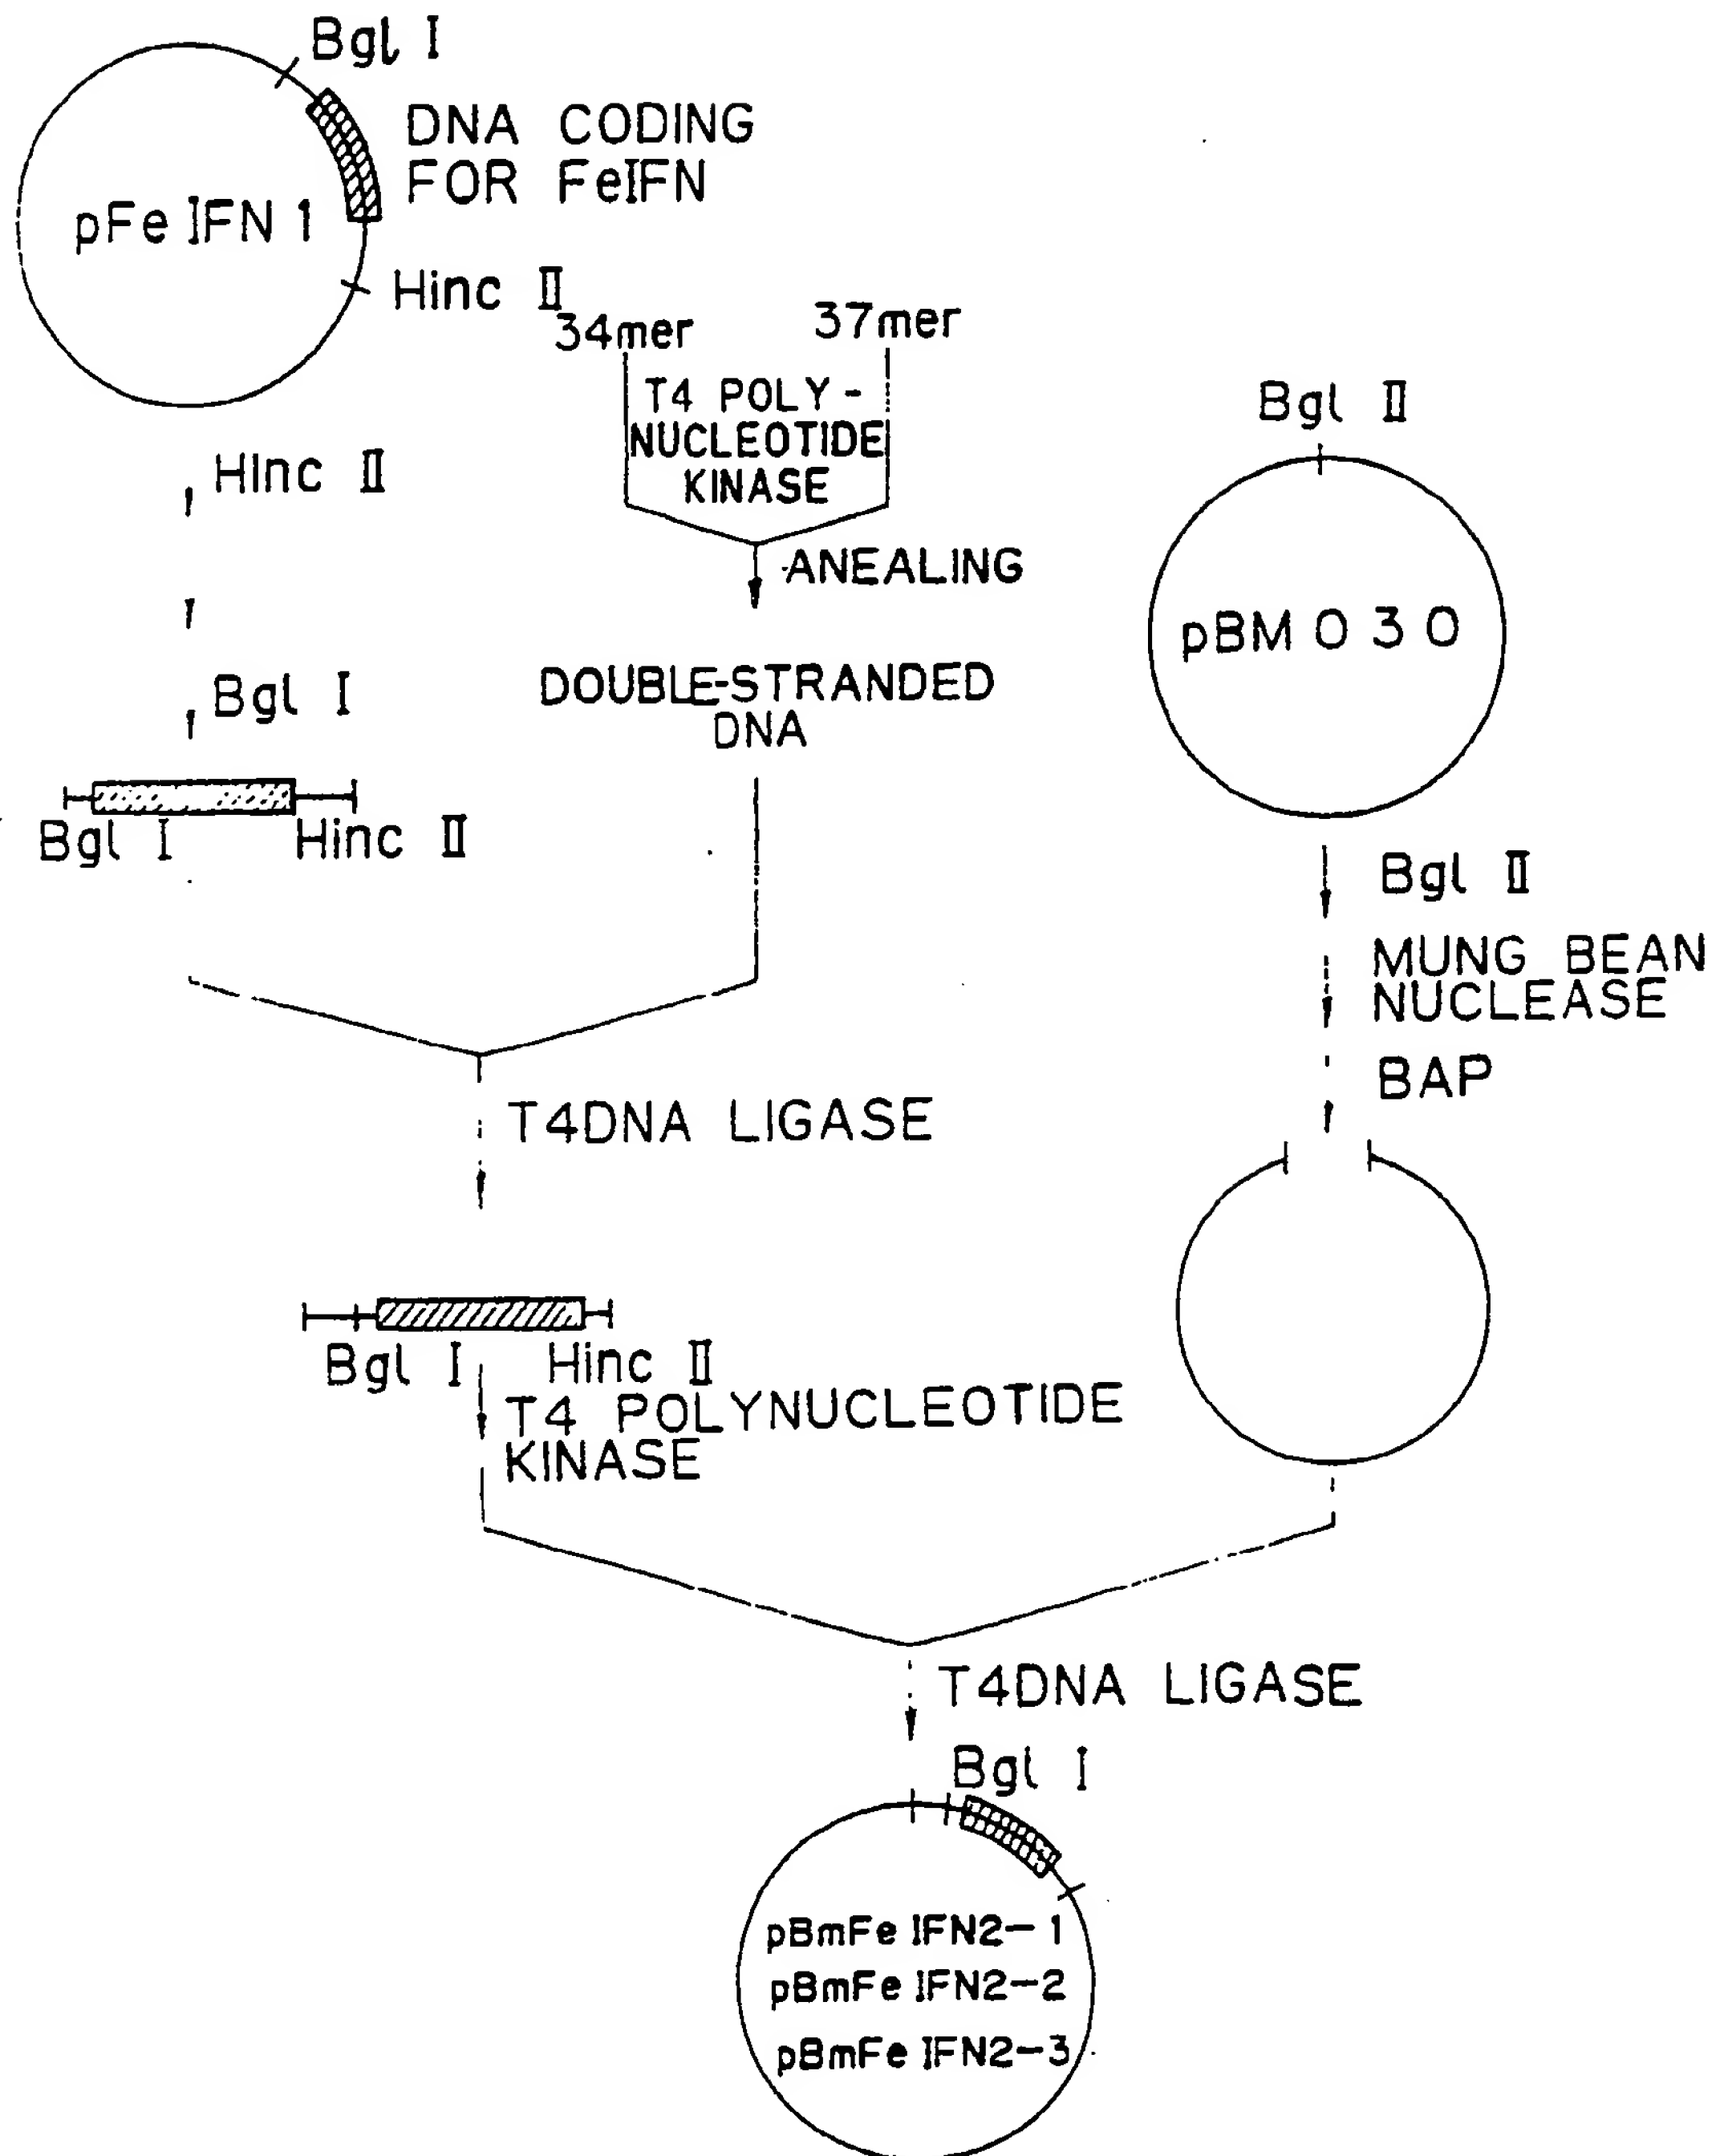 Bgl I
DNA CODING
FOR FeIFN
pFe IFN 1
Hinc II
34mer
37mer
T4 POLY-
NUCLEOTIDE
KINASE
ANEALING
DOUBLE-STRANDED
DNA
HInc II
Bgl I
Bgl I
Hinc II
Bgl II
pBM 0 3 0
Bgl II
MUNG BEAN
NUCLEASE
BAP
T4DNA LIGASE
Bgl I
Hinc II
T4 POLYNUCLEOTIDE
KINASE
T4DNA LIGASE
Bgl I
pBmFe IFN2-1
pBmFe IFN2-2
pBmFe IFN2-3